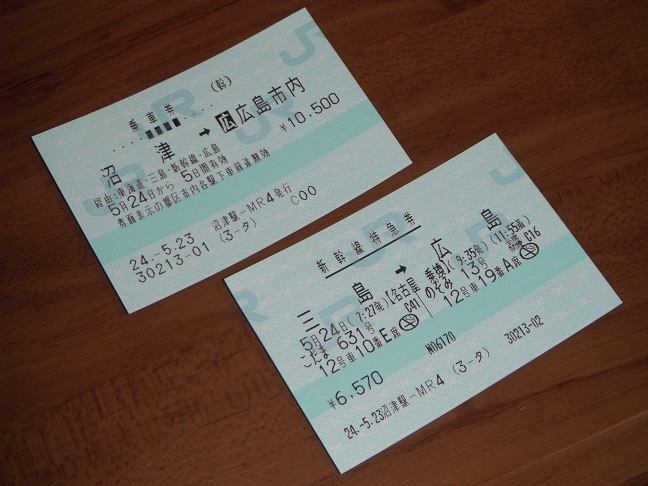 乗車券
(幹)
沼津 → 広 広島市内
経由:東海道・三島・新幹線・広島
¥10,500
5月24日から 5日間有効
券面表示の都区市内各駅下車前途無効
24.-5.23 沼津駅-MR4発行
30213-01 (3-タ) C00
新幹線特急券
三島 → 広島
5月24日(7:27発)[名古屋 乗換](9:35発)(11:55着)
こだま 631号 C41 のぞみ 13号 C16
12号車10番E席 12号車19番A席
N06170
¥6,570
30213-02
24.-5.23沼津駅-MR4 (3-タ)